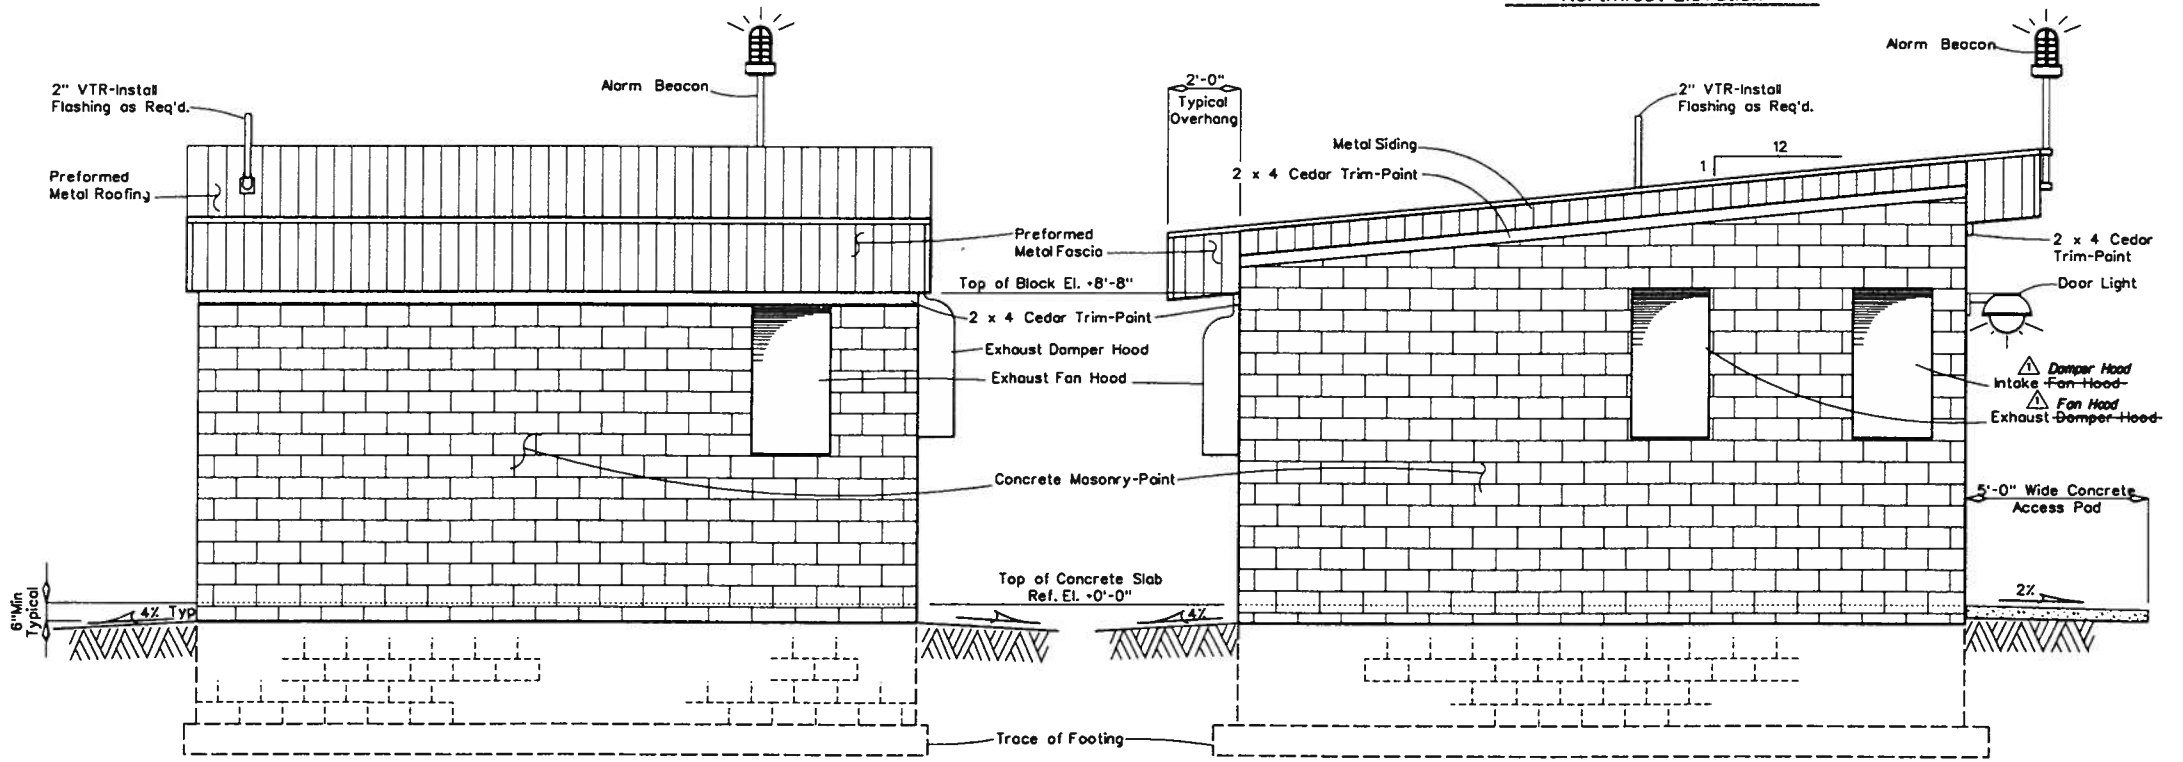 Alarm Beacon
2" VTR-Install
Flashing as Req'd.
Preformed
Metal Roofing
Alarm Beacon
2'-0"
Typical
Overhang
2" VTR-Install
Flashing as Req'd.
Metal Siding
12
1
2 x 4 Cedar Trim-Paint
Preformed
Metal Fascia
2 x 4 Cedar
Trim-Paint
Top of Block El. +8'-8"
Door Light
2 x 4 Cedar Trim-Paint
Exhaust Damper Hood
Exhaust Fan Hood
1 Damper Hood
Intake Fan Hood
1 Fan Hood
Exhaust Damper Hood
Concrete Masonry-Paint
5'-0" Wide Concrete
Access Pad
Top of Concrete Slab
Ref. El. +0'-0"
6"Min
Typical
4% Typ
4%
2%
Trace of Footing